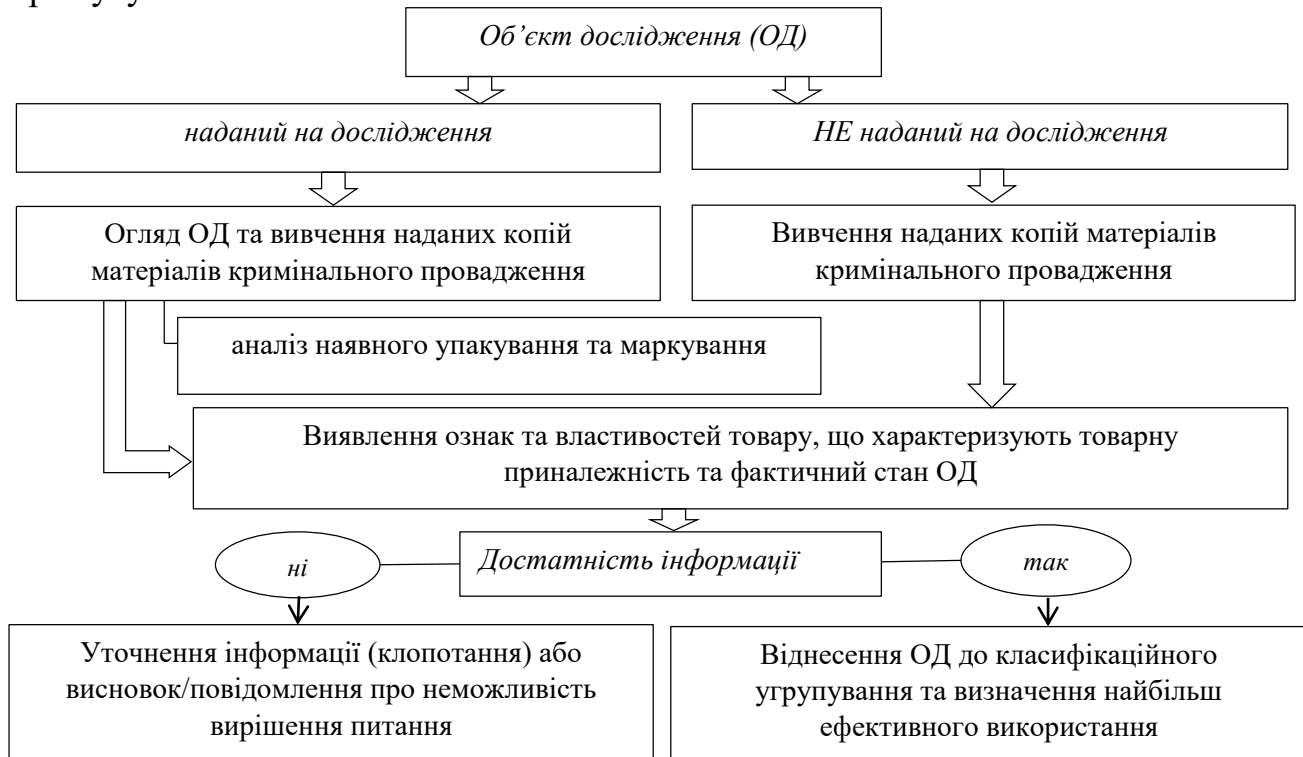 Об’єкт дослідження (ОД)
наданий на дослідження
НЕ наданий на дослідження
Огляд ОД та вивчення наданих копій
матеріалів кримінального провадження
Вивчення наданих копій матеріалів
кримінального провадження
аналіз наявного упакування та маркування
Виявлення ознак та властивостей товару, що характеризують товарну
приналежність та фактичний стан ОД
ні
Достатність інформації
так
Уточнення інформації (клопотання) або
висновок/повідомлення про неможливість
вирішення питання
Віднесення ОД до класифікаційного
угрупування та визначення найбільш
ефективного використання